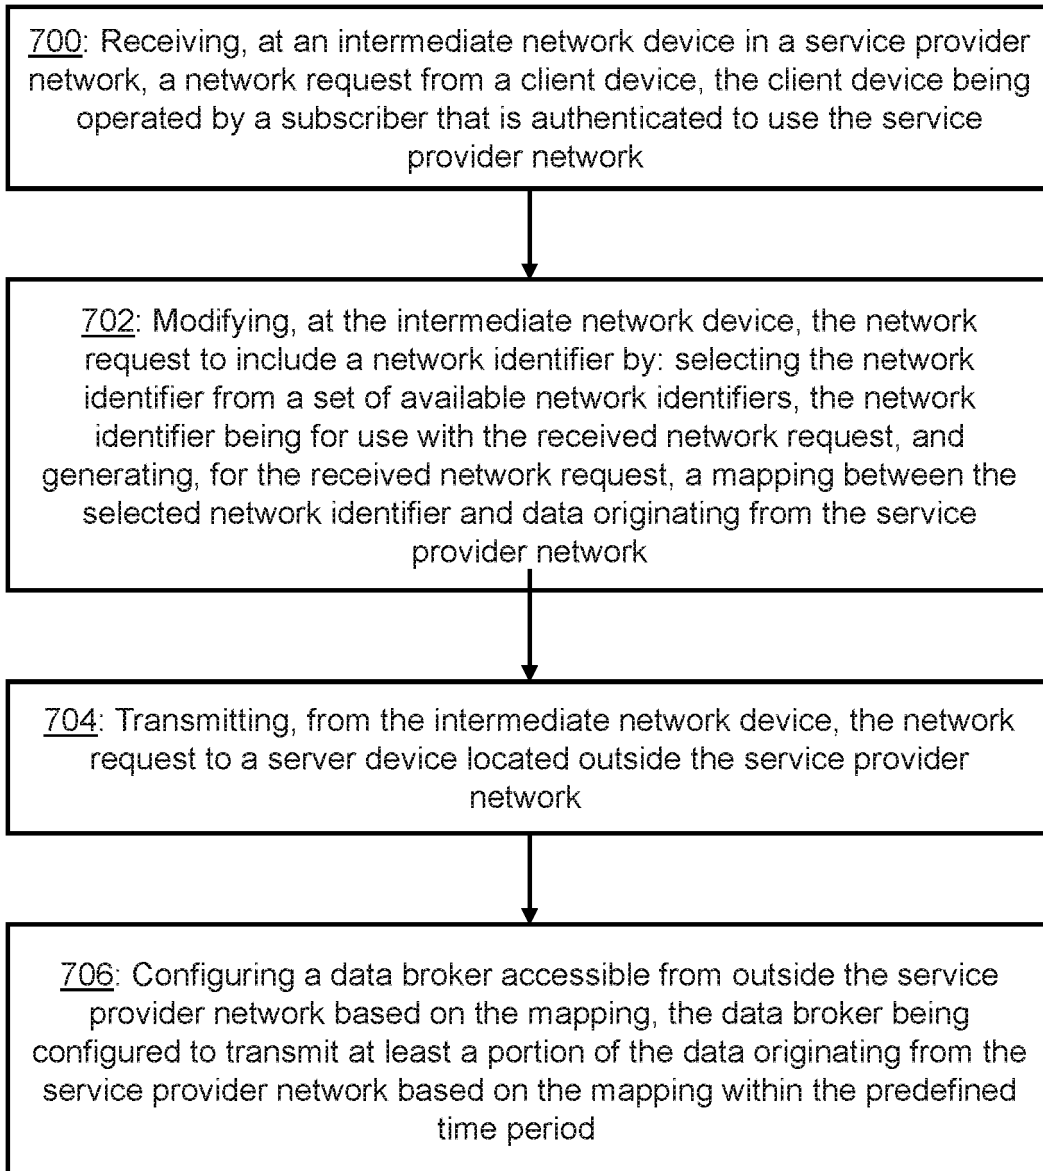 700: Receiving, at an intermediate network device in a service provider
network, a network request from a client device, the client device being
operated by a subscriber that is authenticated to use the service
provider network
702: Modifying, at the intermediate network device, the network
request to include a network identifier by: selecting the network
identifier from a set of available network identifiers, the network
identifier being for use with the received network request, and
generating, for the received network request, a mapping between the
selected network identifier and data originating from the service
provider network
704: Transmitting, from the intermediate network device, the network
request to a server device located outside the service provider
network
706: Configuring a data broker accessible from outside the service
provider network based on the mapping, the data broker being
configured to transmit at least a portion of the data originating from the
service provider network based on the mapping within the predefined
time period